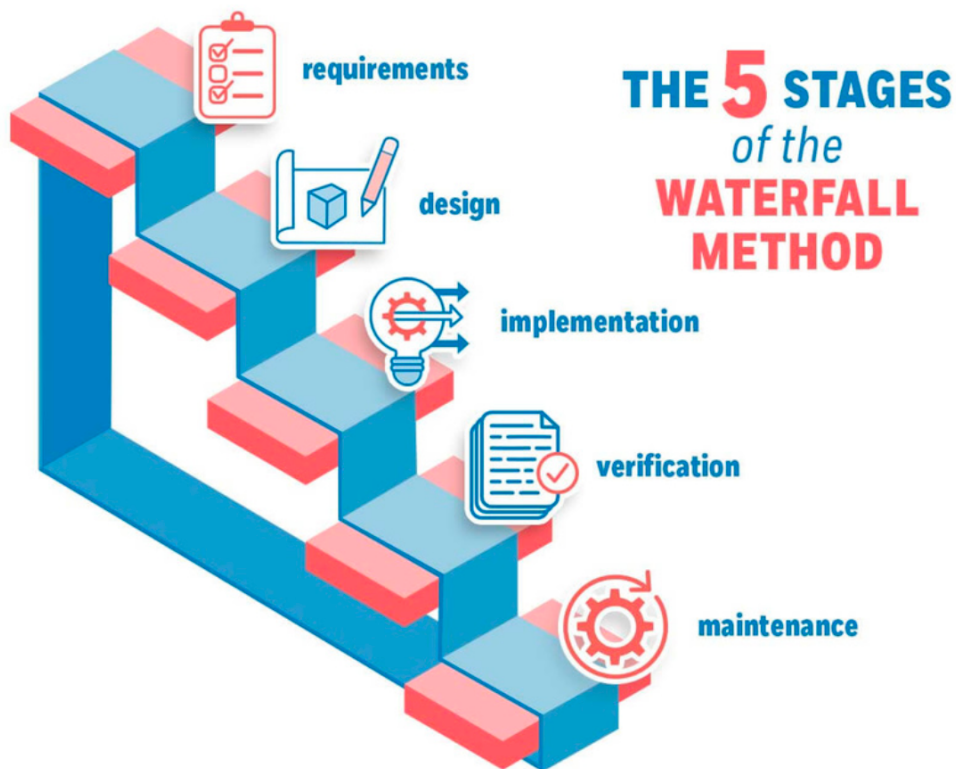 requirements
THE 5 STAGES
of the
WATERFALL
METHOD
design
implementation
verification
maintenance